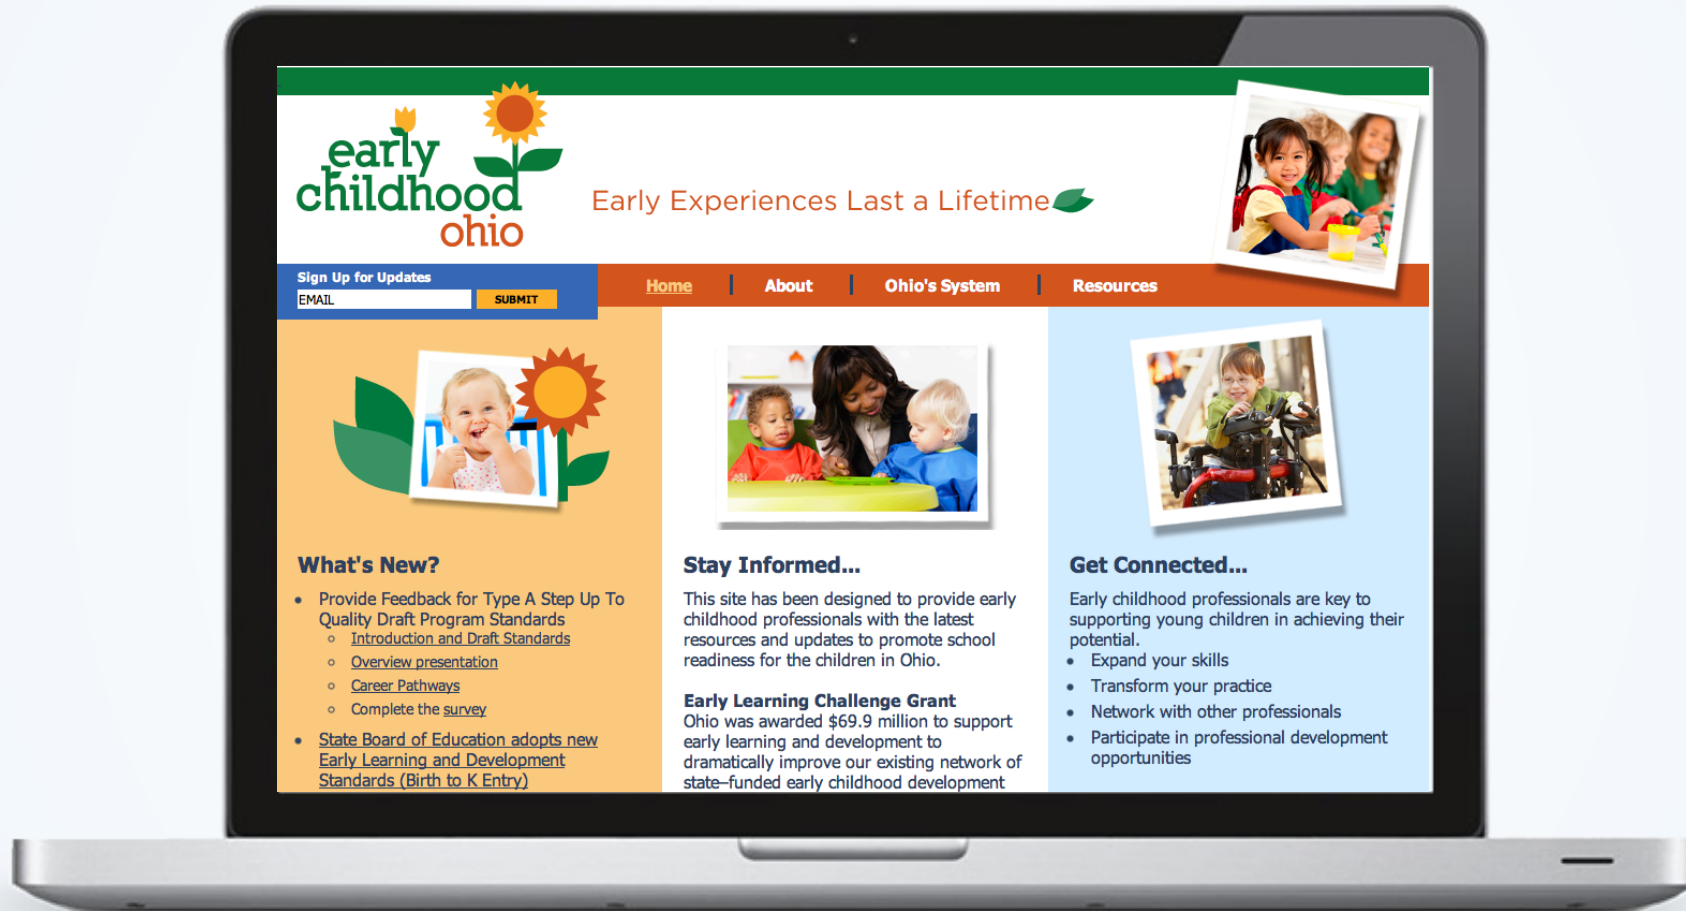 early
childhood
ohio
Early Experiences Last a Lifetime
Sign Up for Updates
EMAIL
SUBMIT
Home
About
Ohio's System
Resources
What's New?
• Provide Feedback for Type A Step Up To
Quality Draft Program Standards
◦ Introduction and Draft Standards
◦ Overview presentation
◦ Career Pathways
◦ Complete the survey
• State Board of Education adopts new
Early Learning and Development
Standards (Birth to K Entry)
Stay Informed...
This site has been designed to provide early
childhood professionals with the latest
resources and updates to promote school
readiness for the children in Ohio.
Early Learning Challenge Grant
Ohio was awarded $69.9 million to support
early learning and development to
dramatically improve our existing network of
state–funded early childhood development
Get Connected...
Early childhood professionals are key to
supporting young children in achieving their
potential.
• Expand your skills
• Transform your practice
• Network with other professionals
• Participate in professional development
opportunities